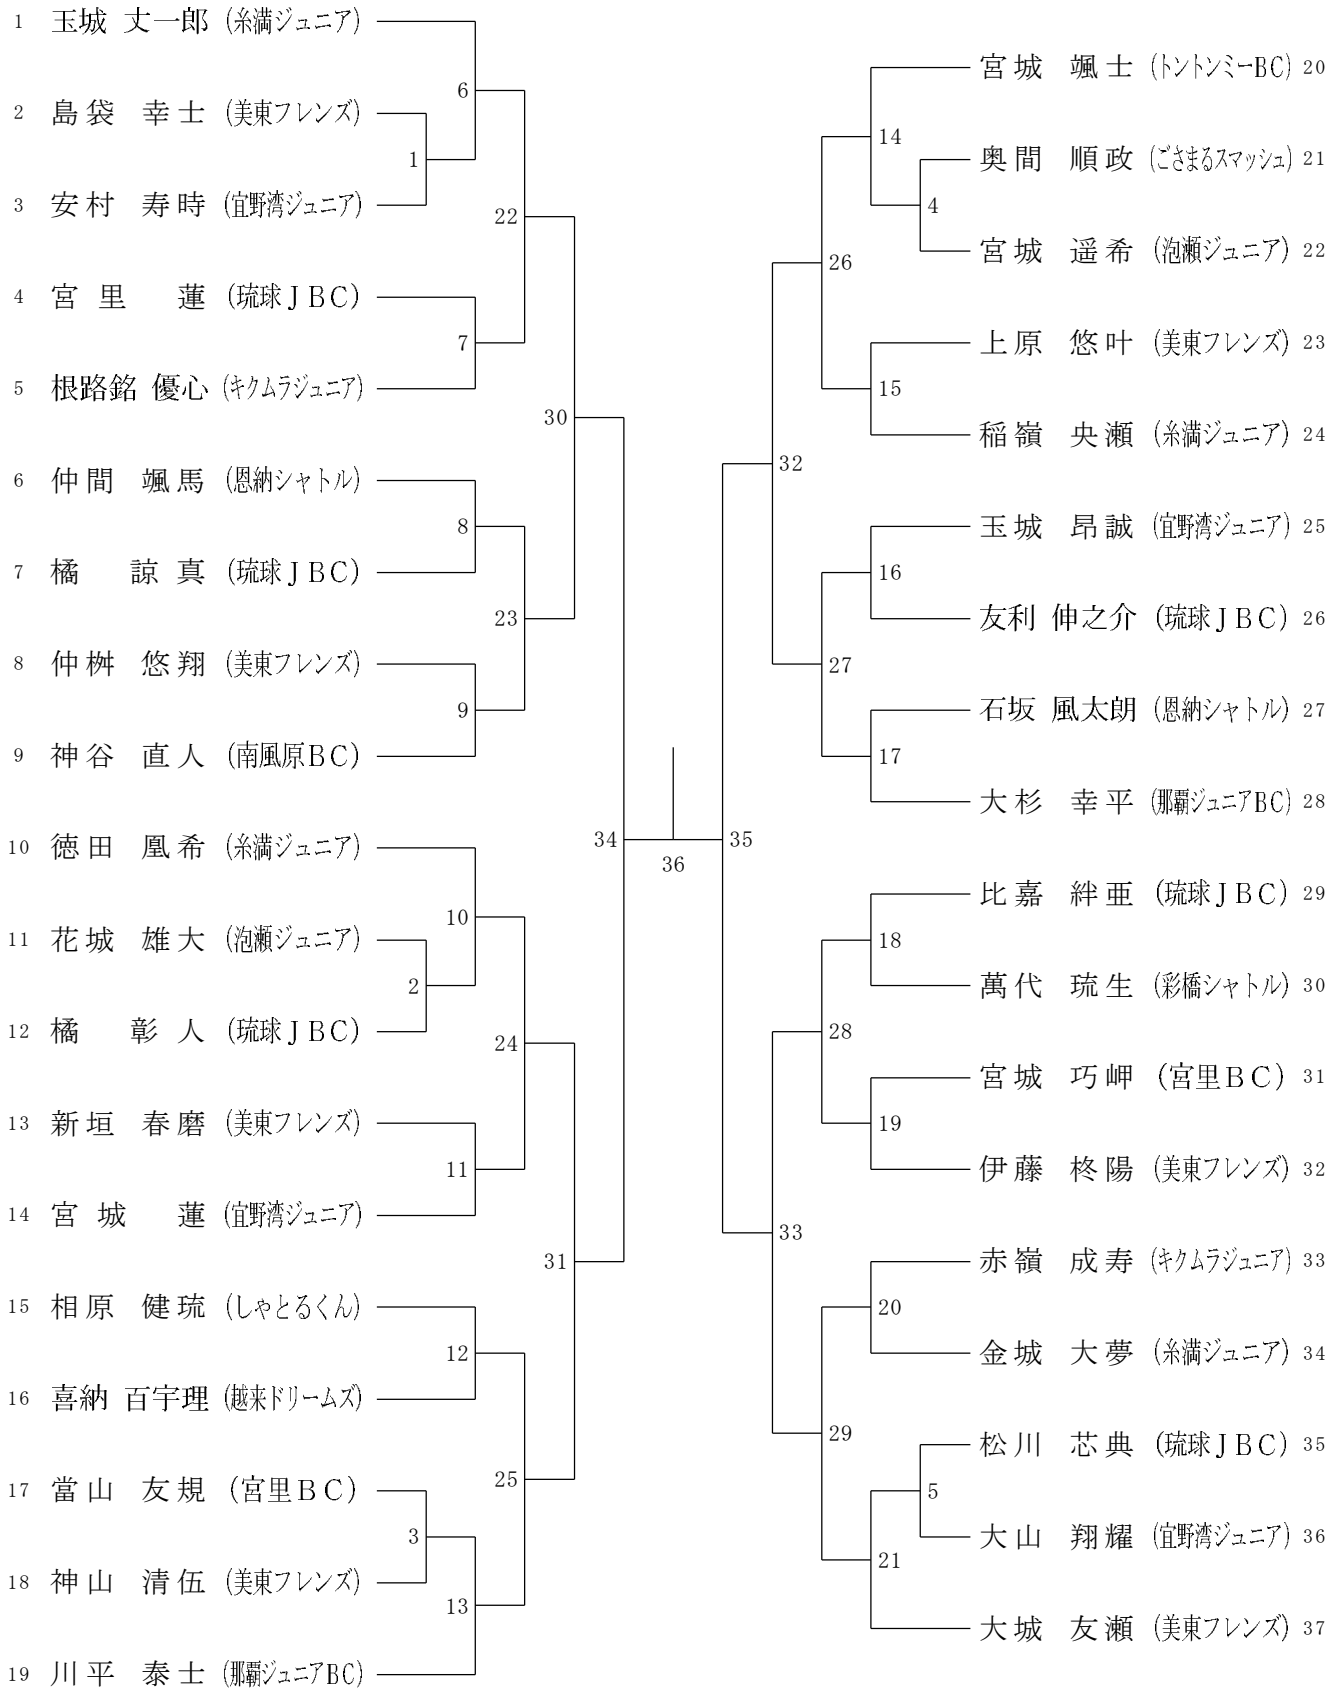 1 玉城 丈一郎 (糸満ジュニア)
6
2 島袋 幸士 (美東フレンズ)
1
3 安村 寿時 (宜野湾ジュニア)
22
4 宮里 蓮 (琉球JBC)
7
5 根路銘 優心 (キクムラジュニア)
30
6 仲間 颯馬 (恩納シャトル)
8
7 橘 諒真 (琉球JBC)
23
8 仲桝 悠翔 (美東フレンズ)
9
9 神谷 直人 (南風原BC)
34
10 徳田 凰希 (糸満ジュニア)
10
11 花城 雄大 (泡瀬ジュニア)
2
12 橘 彰人 (琉球JBC)
24
13 新垣 春磨 (美東フレンズ)
11
14 宮城 蓮 (宜野湾ジュニア)
31
15 相原 健琉 (しゃとるくん)
12
16 喜納 百宇理 (越来ドリームズ)
25
17 當山 友規 (宮里BC)
3
18 神山 清伍 (美東フレンズ)
13
19 川平 泰士 (那覇ジュニアBC)
36
宮城 颯士 (トントンミーBC) 20
14
奥間 順政 (ごさまるスマッシュ) 21
4
宮城 遥希 (泡瀬ジュニア) 22
26
上原 悠叶 (美東フレンズ) 23
15
稲嶺 央瀬 (糸満ジュニア) 24
32
玉城 昂誠 (宜野湾ジュニア) 25
16
友利 伸之介 (琉球JBC) 26
27
石坂 風太朗 (恩納シャトル) 27
17
大杉 幸平 (那覇ジュニアBC) 28
35
比嘉 絆亜 (琉球JBC) 29
18
萬代 琉生 (彩橋シャトル) 30
28
宮城 巧岬 (宮里BC) 31
19
伊藤 柊陽 (美東フレンズ) 32
33
赤嶺 成寿 (キクムラジュニア) 33
20
金城 大夢 (糸満ジュニア) 34
29
松川 芯典 (琉球JBC) 35
5
大山 翔耀 (宜野湾ジュニア) 36
21
大城 友瀬 (美東フレンズ) 37